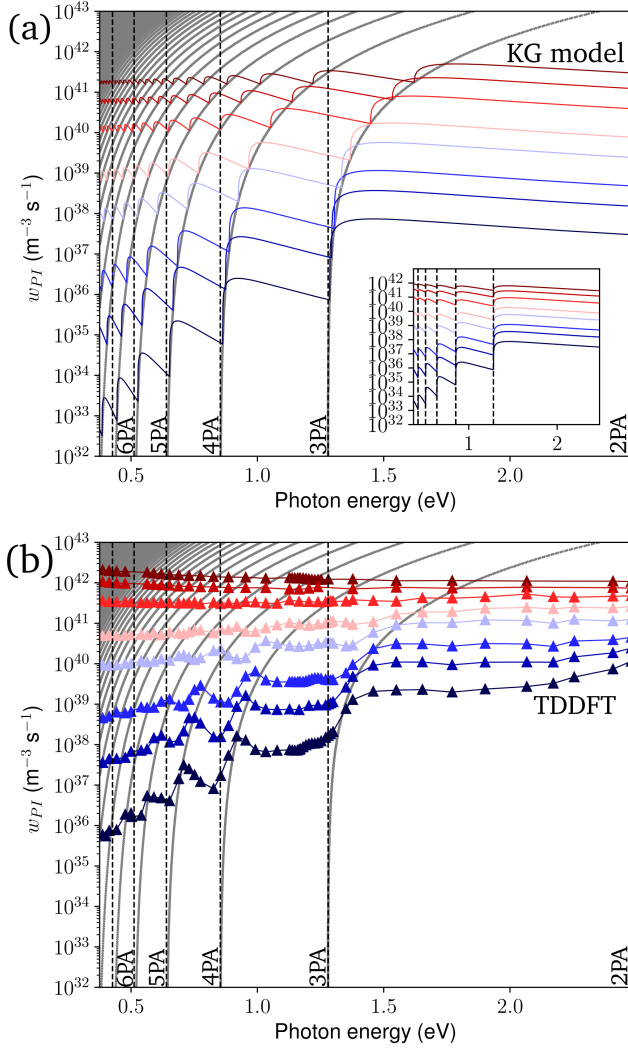 (a)
KG model
10^43
10^42
10^41
10^40
10^39
10^38
10^37
10^36
10^35
10^34
10^33
10^32
w_PI (m^−3 s^−1)
6PA
5PA
4PA
3PA
2PA
10^42
10^41
10^40
10^39
10^38
10^37
10^36
10^35
10^34
10^33
10^32
1
2
0.5
1.0
1.5
2.0
Photon energy (eV)
(b)
TDDFT
10^43
10^42
10^41
10^40
10^39
10^38
10^37
10^36
10^35
10^34
10^33
10^32
w_PI (m^−3 s^−1)
6PA
5PA
4PA
3PA
2PA
0.5
1.0
1.5
2.0
Photon energy (eV)